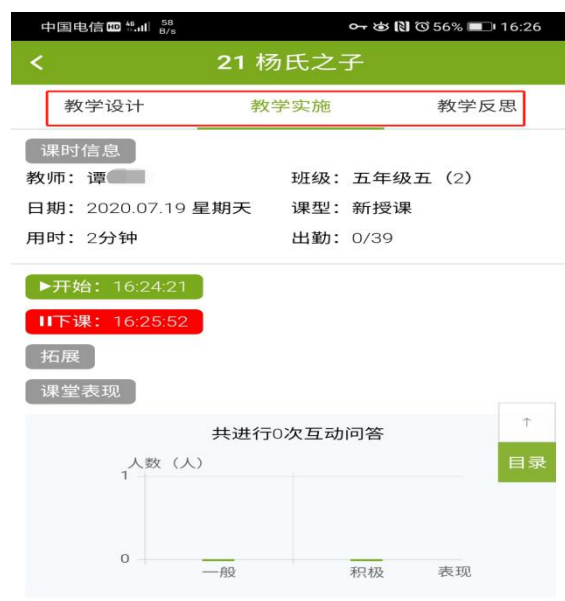 中国电信 HD 4G 58 B/s 56% 16:26
< 21 杨氏之子
教学设计 教学实施 教学反思
课时信息
教师：谭 班级：五年级五（2）
日期：2020.07.19 星期天 课型：新授课
用时：2分钟 出勤：0/39
▶开始：16:24:21
下课：16:25:52
拓展
课堂表现
共进行0次互动问答
↑
人数（人）
目录
1
0
一般 积极 表现